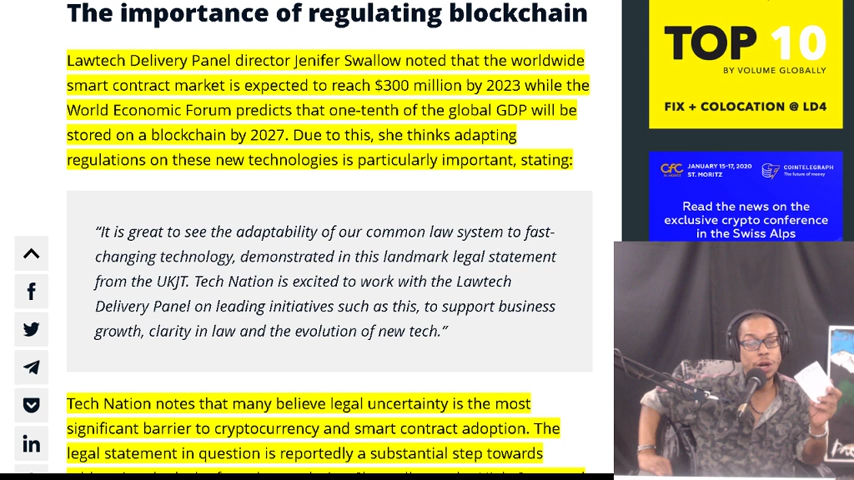 The importance of regulating blockchain
Lawtech Delivery Panel director Jenifer Swallow noted that the worldwide
smart contract market is expected to reach $300 million by 2023 while the
World Economic Forum predicts that one-tenth of the global GDP will be
stored on a blockchain by 2027. Due to this, she thinks adapting
regulations on these new technologies is particularly important, stating:
“It is great to see the adaptability of our common law system to fast-
changing technology, demonstrated in this landmark legal statement
from the UKJT. Tech Nation is excited to work with the Lawtech
Delivery Panel on leading initiatives such as this, to support business
growth, clarity in law and the evolution of new tech.”
Tech Nation notes that many believe legal uncertainty is the most
significant barrier to cryptocurrency and smart contract adoption. The
legal statement in question is reportedly a substantial step towards
TOP 10
BY VOLUME GLOBALLY
FIX + COLOCATION @ LD4
CfC
ST. MORITZ
JANUARY 15-17, 2020
ST. MORITZ
COINTELEGRAPH
The future of money
Read the news on the
exclusive crypto conference
in the Swiss Alps